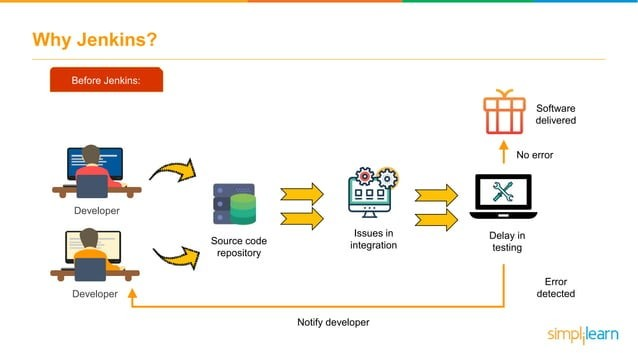 Why Jenkins?
Before Jenkins:
Software
delivered
No error
Developer
Source code
repository
Issues in
integration
Delay in
testing
Developer
Error
detected
Notify developer
simplilearn